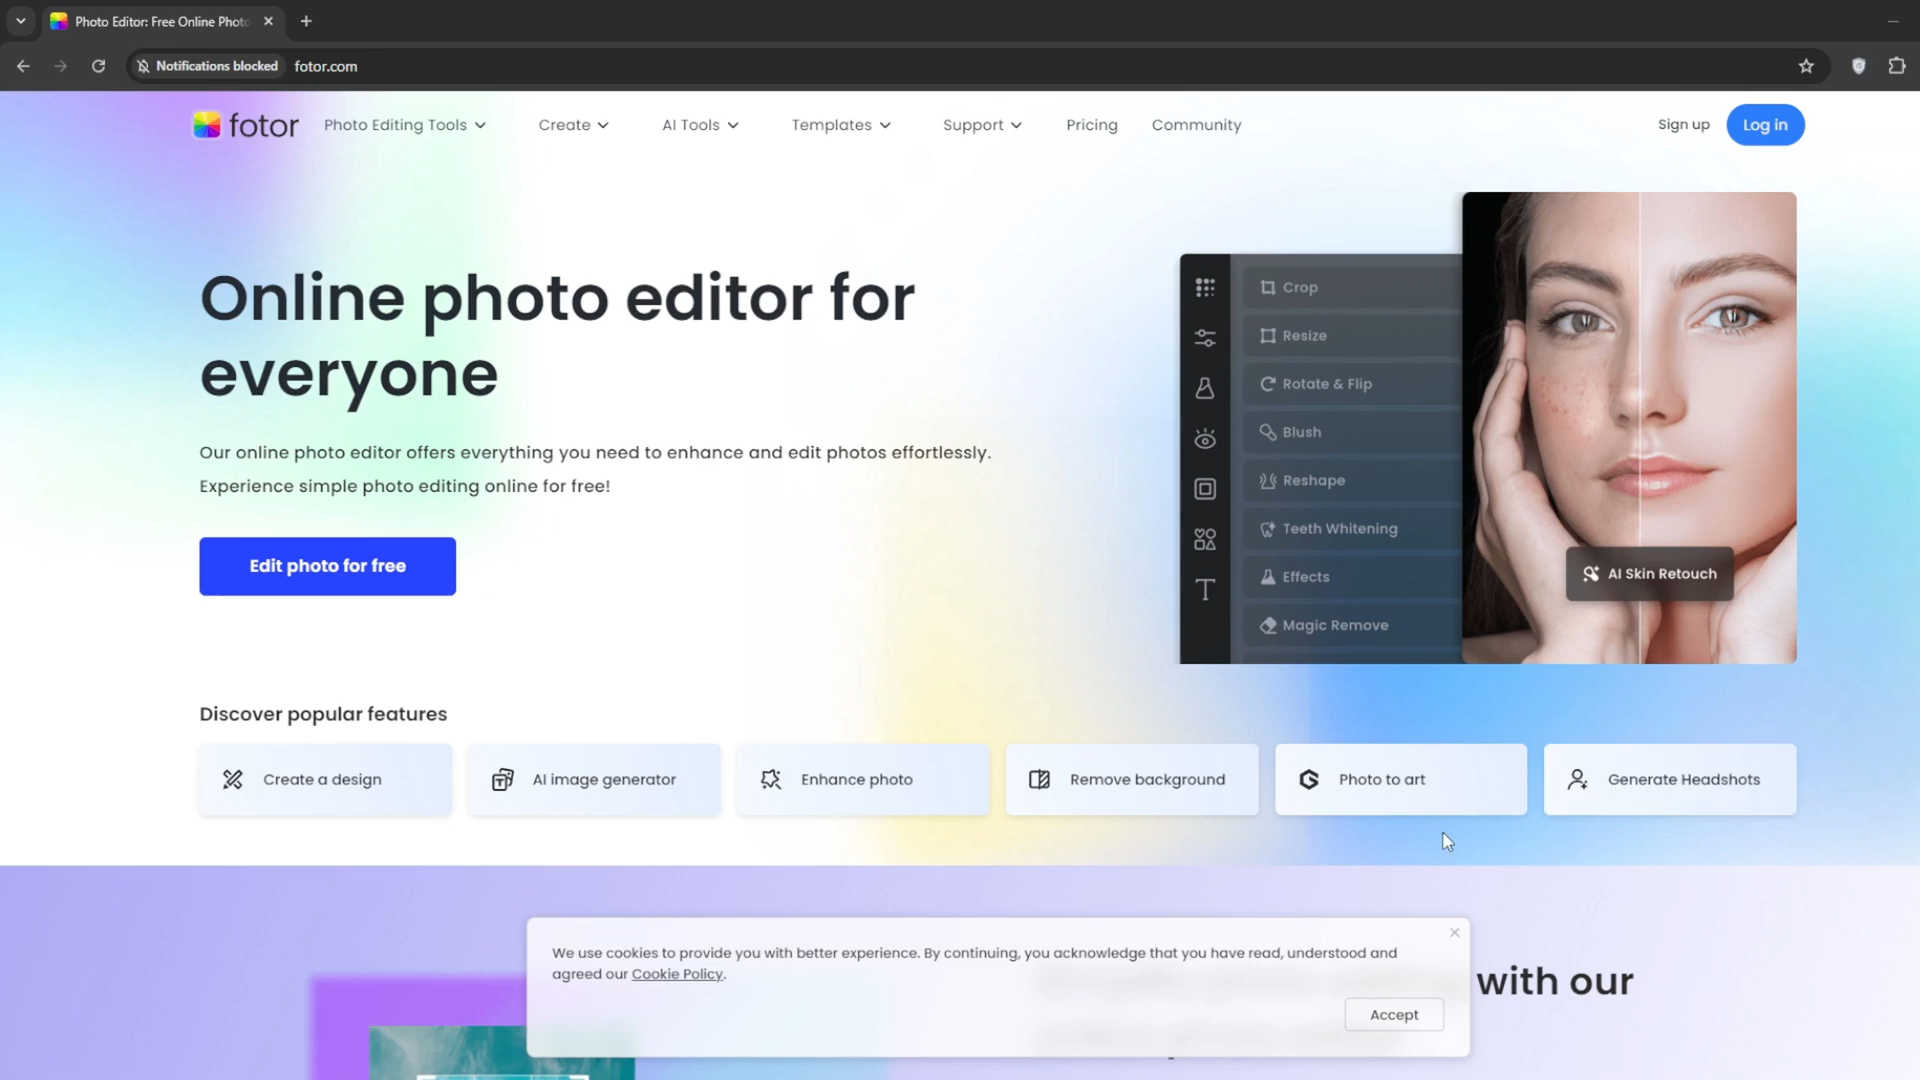 Photo Editor: Free Online Photo
Notifications blocked
fotor.com
fotor
Photo Editing Tools
Create
AI Tools
Templates
Support
Pricing
Community
Sign up
Log in
Online photo editor for
everyone
Our online photo editor offers everything you need to enhance and edit photos effortlessly.
Experience simple photo editing online for free!
Edit photo for free
Crop
Resize
Rotate & Flip
Blush
Reshape
Teeth Whitening
Effects
Magic Remove
AI Skin Retouch
Discover popular features
Create a design
AI image generator
Enhance photo
Remove background
Photo to art
Generate Headshots
We use cookies to provide you with better experience. By continuing, you acknowledge that you have read, understood and
agreed our Cookie Policy.
Accept
with our